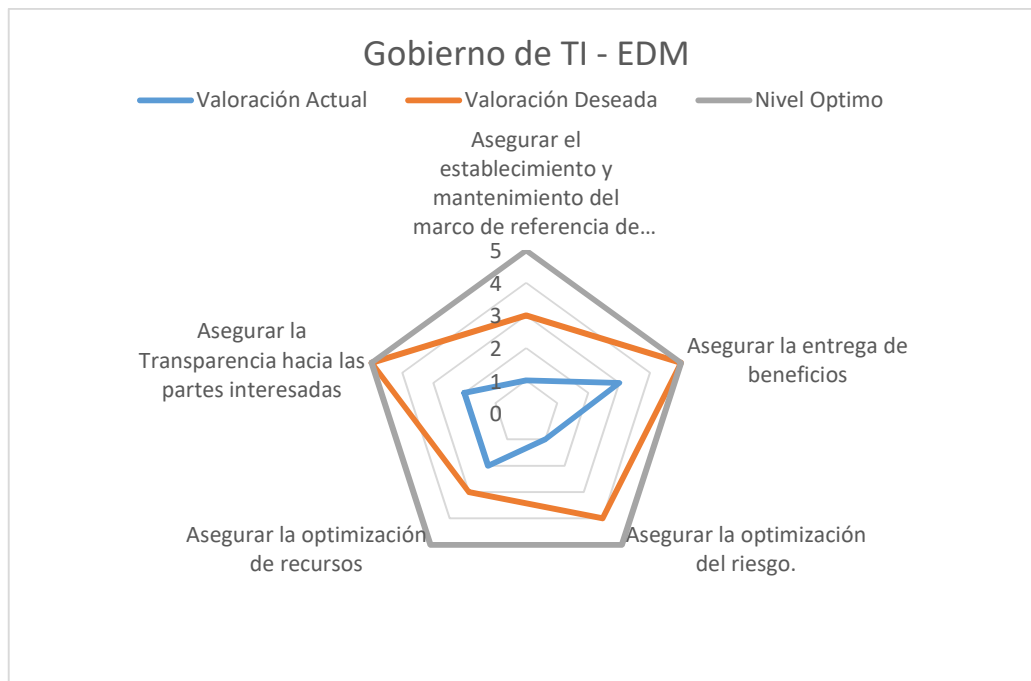 Gobierno de TI - EDM
Valoración Actual
Valoración Deseada
Nivel Optimo
Asegurar el
establecimiento y
mantenimiento del
marco de referencia de...
5
4
3
2
1
0
Asegurar la entrega de
beneficios
Asegurar la optimización
del riesgo.
Asegurar la optimización
de recursos
Asegurar la
Transparencia hacia las
partes interesadas